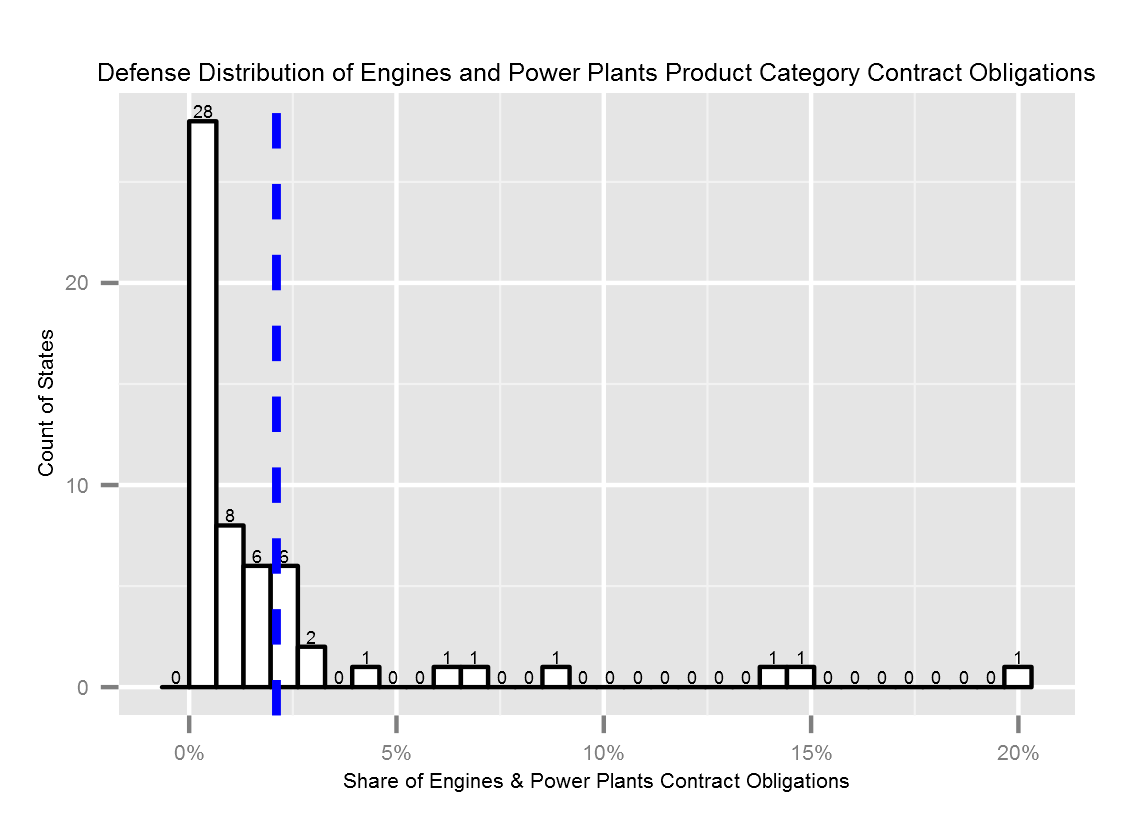 Defense Distribution of Engines and Power Plants Product Category Contract Obligations
28
20
Count of States
10
8
6 6
2
1 1 1 1 1 1 1
0 0 0 0 0 0 0 0 0 0 0 0 0 0 0 0 0 0 0 0
0
0% 5% 10% 15% 20%
Share of Engines & Power Plants Contract Obligations